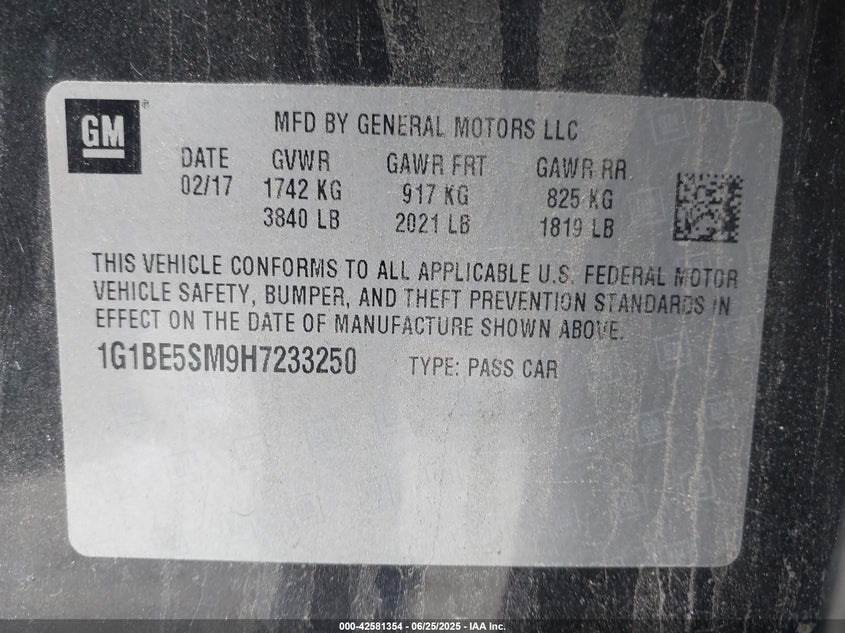 GM®
MFD BY GENERAL MOTORS LLC
DATE GVWR GAWR FRT GAWR RR
02/17 1742 KG 917 KG 825 KG
3840 LB 2021 LB 1819 LB
THIS VEHICLE CONFORMS TO ALL APPLICABLE U.S. FEDERAL MOTOR
VEHICLE SAFETY, BUMPER, AND THEFT PREVENTION STANDARDS IN
EFFECT ON THE DATE OF MANUFACTURE SHOWN ABOVE.
1G1BE5SM9H7233250 TYPE: PASS CAR
000-42581354 - 06/25/2025 - IAA Inc.